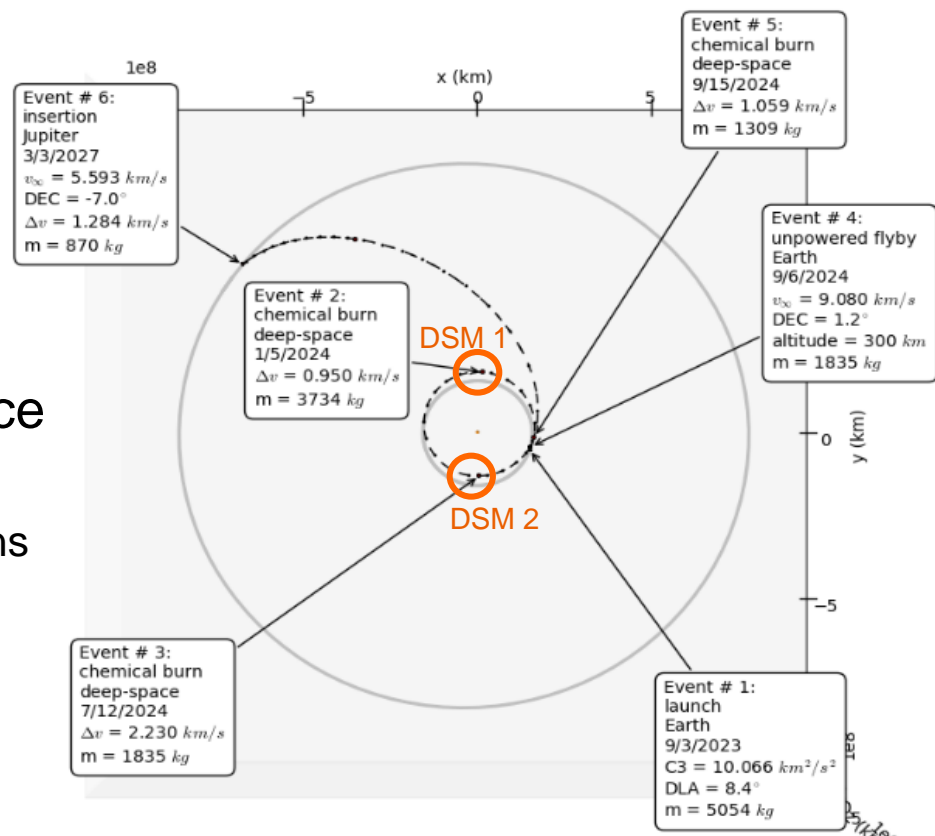 Event # 5:
chemical burn
deep-space
9/15/2024
Δv = 1.059 km/s
m = 1309 kg
1e8
x (km)
−5
0
5
Event # 6:
insertion
Jupiter
3/3/2027
v∞ = 5.593 km/s
DEC = -7.0°
Δv = 1.284 km/s
m = 870 kg
Event # 4:
unpowered flyby
Earth
9/6/2024
v∞ = 9.080 km/s
DEC = 1.2°
altitude = 300 km
m = 1835 kg
Event # 2:
chemical burn
deep-space
1/5/2024
Δv = 0.950 km/s
m = 3734 kg
DSM 1
ce
0
y (km)
DSM 2
ns
−5
Event # 3:
chemical burn
deep-space
7/12/2024
Δv = 2.230 km/s
m = 1835 kg
Event # 1:
launch
Earth
9/3/2023
C3 = 10.066 km²/s²
DLA = 8.4°
m = 5054 kg